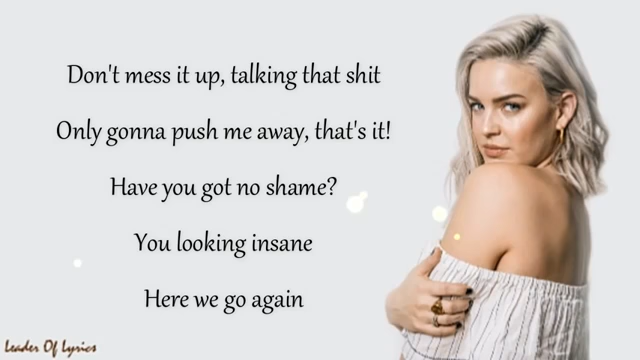 Don't mess it up, talking that shit
Only gonna push me away, that's it!
Have you got no shame?
You looking insane
Here we go again
Leader Of Lyrics